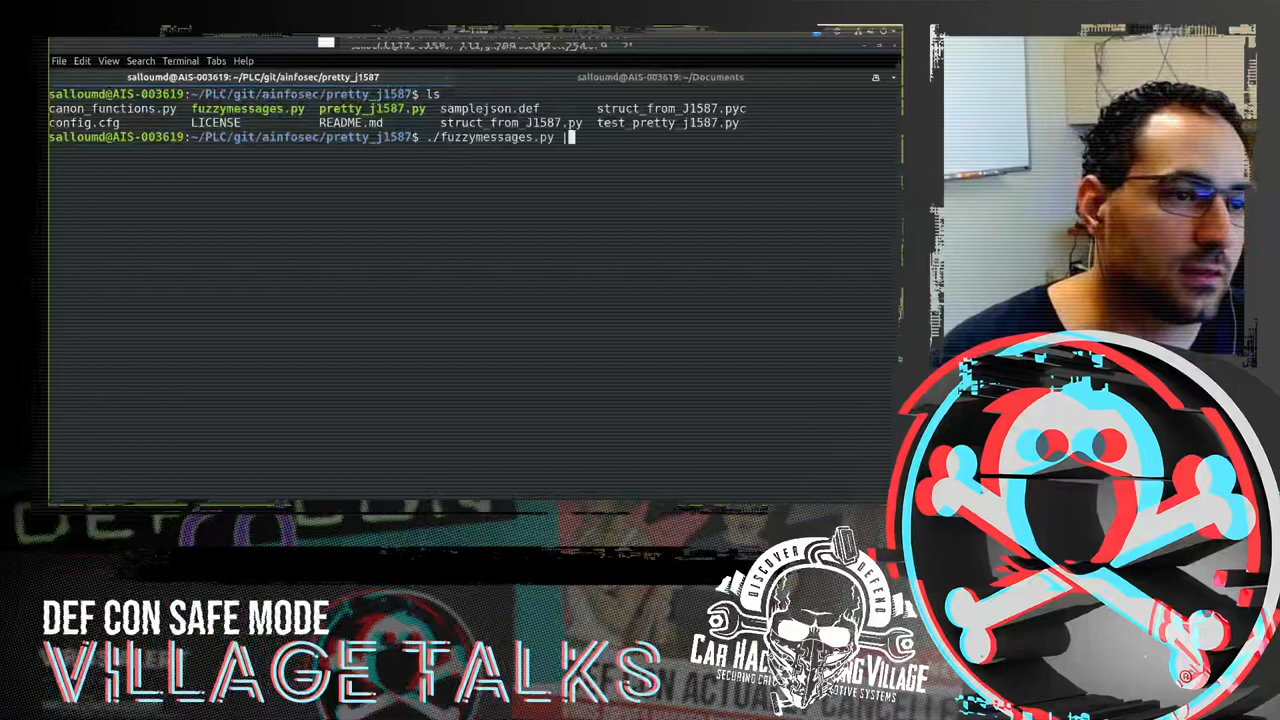 File Edit View Search Terminal Tabs Help
salloumd@AIS-003619:~/PLC/git/ainfosec/pretty_j1587
salloumd@AIS-003619:~/Documents
salloumd@AIS-003619:~/PLC/git/ainfosec/pretty_j1587$ ls
canon_functions.py fuzzymessages.py pretty_j1587.py samplejson.def struct_from_J1587.pyc
config.cfg LICENSE README.md struct_from_J1587.py test_pretty_j1587.py
salloumd@AIS-003619:~/PLC/git/ainfosec/pretty_j1587$ ./fuzzymessages.py |
DEF CON
DEF CON SAFE MODE
VILLAGE TALKS
DISCOVER
DEFEND
CAR HACKING VILLAGE